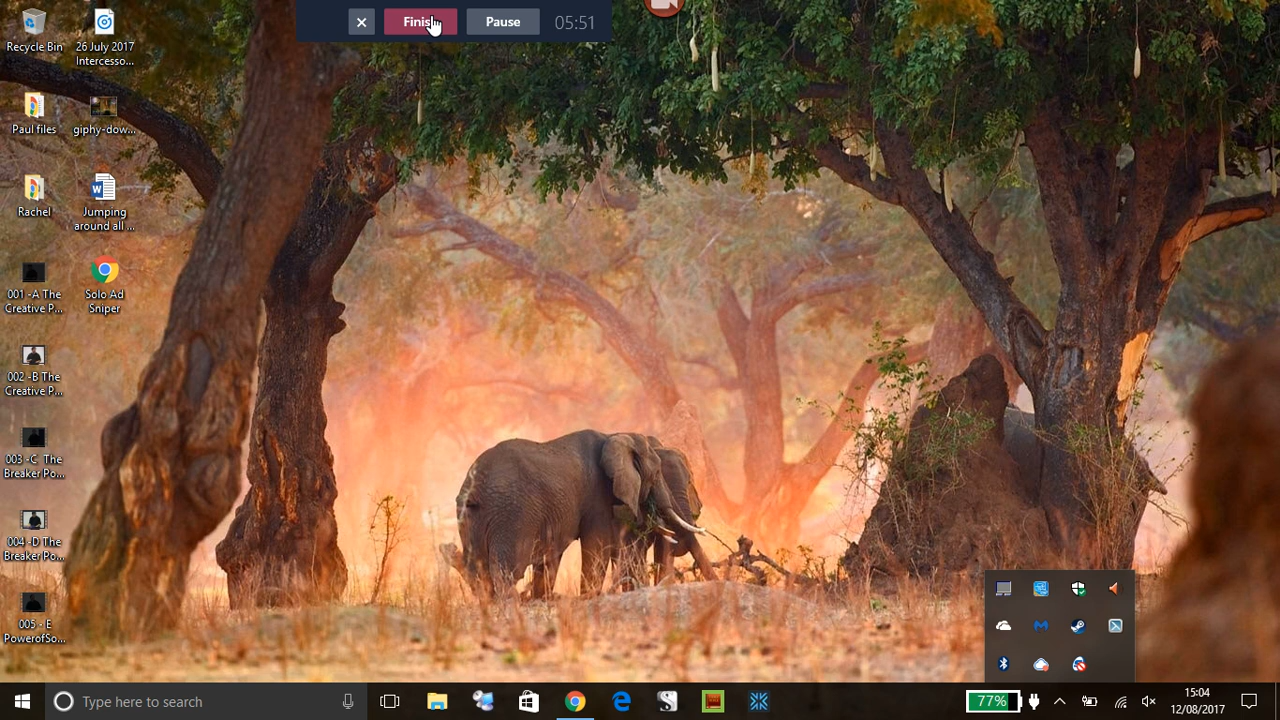 Finis
Pause
05:51
Recycle Bin
26 July 2017
Intercesso...
Paul files
giphy-dow...
Rachel
Jumping
around all ...
001 -A The
Creative P...
Solo Ad
Sniper
002 -B The
Creative P...
003 -C The
Breaker Po...
004 -D The
Breaker Po...
005 - E
PowerofSo...
Type here to search
77%
15:04
12/08/2017